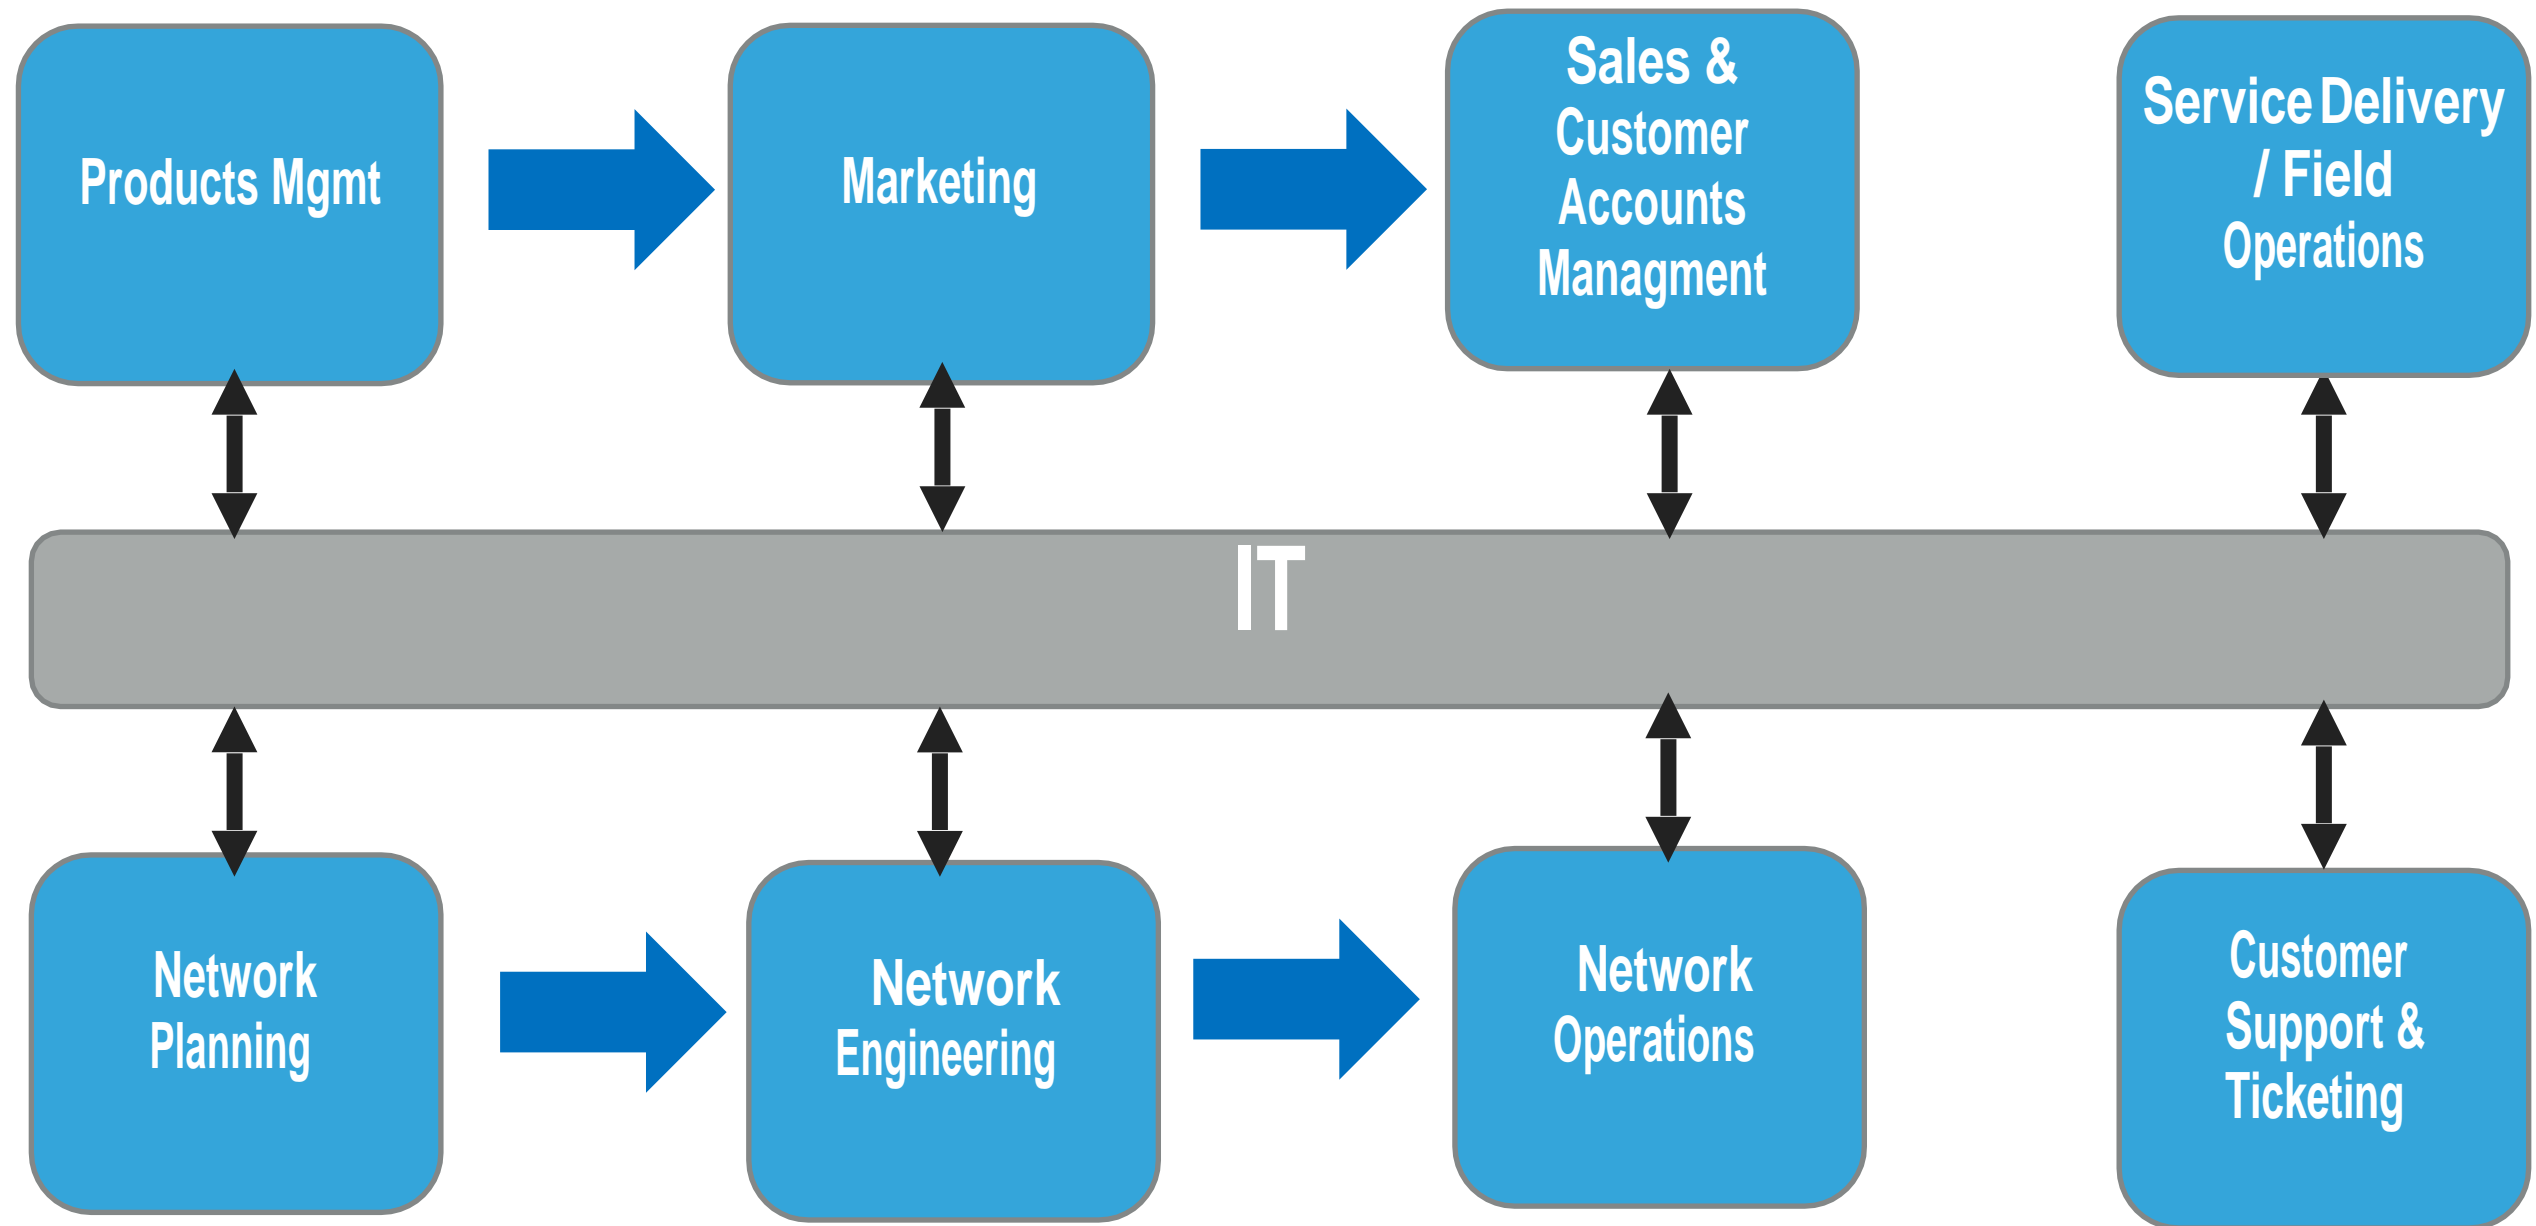 Products Mgmt
Marketing
Sales &
Customer
Accounts
Managment
Service Delivery
/ Field
Operations
IT
Network
Planning
Network
Engineering
Network
Operations
Customer
Support &
Ticketing